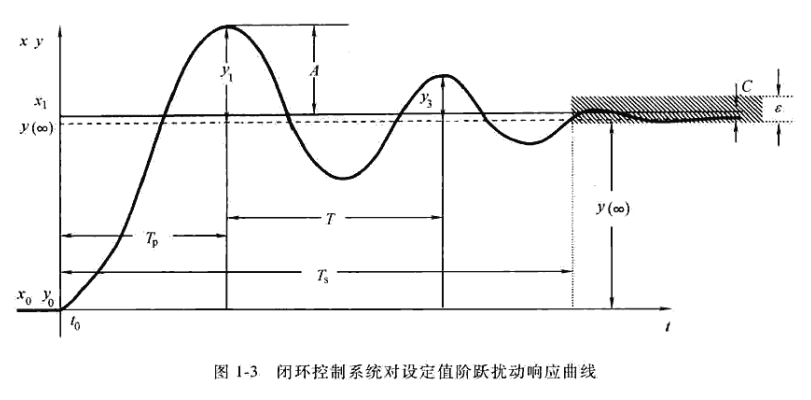 x y
y₁
A
x₁
y(∞)
y₃
C
ε
y(∞)
T
Tₚ
Tₛ
x₀ y₀
t₀
t
图 1-3 闭环控制系统对设定值阶跃扰动响应曲线